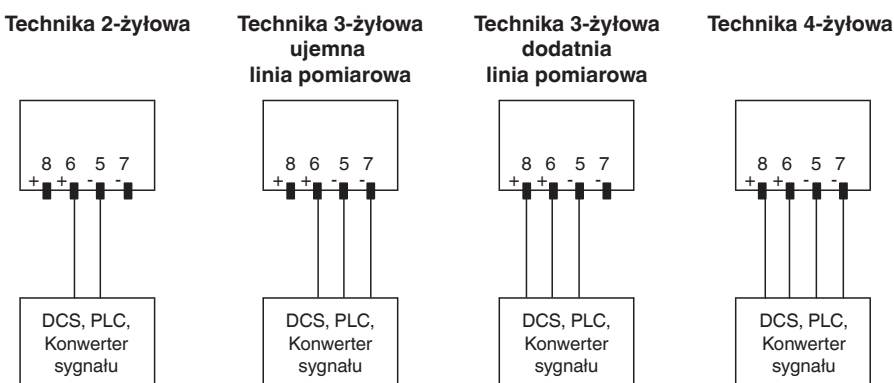 Technika 2-żyłowa
Technika 3-żyłowa
ujemna
linia pomiarowa
Technika 3-żyłowa
dodatnia
linia pomiarowa
Technika 4-żyłowa
8 6 5 7
+ + - -
DCS, PLC,
Konwerter
sygnału
8 6 5 7
+ + - -
DCS, PLC,
Konwerter
sygnału
8 6 5 7
+ + - -
DCS, PLC,
Konwerter
sygnału
8 6 5 7
+ + - -
DCS, PLC,
Konwerter
sygnału